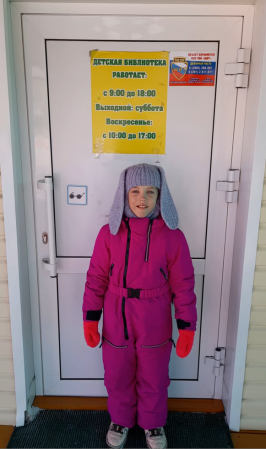 ДЕТСКАЯ БИБЛИОТЕКА
РАБОТАЕТ:
с 9:00 до 18:00
Выходной: суббота
Воскресенье:
с 10:00 до 17:00